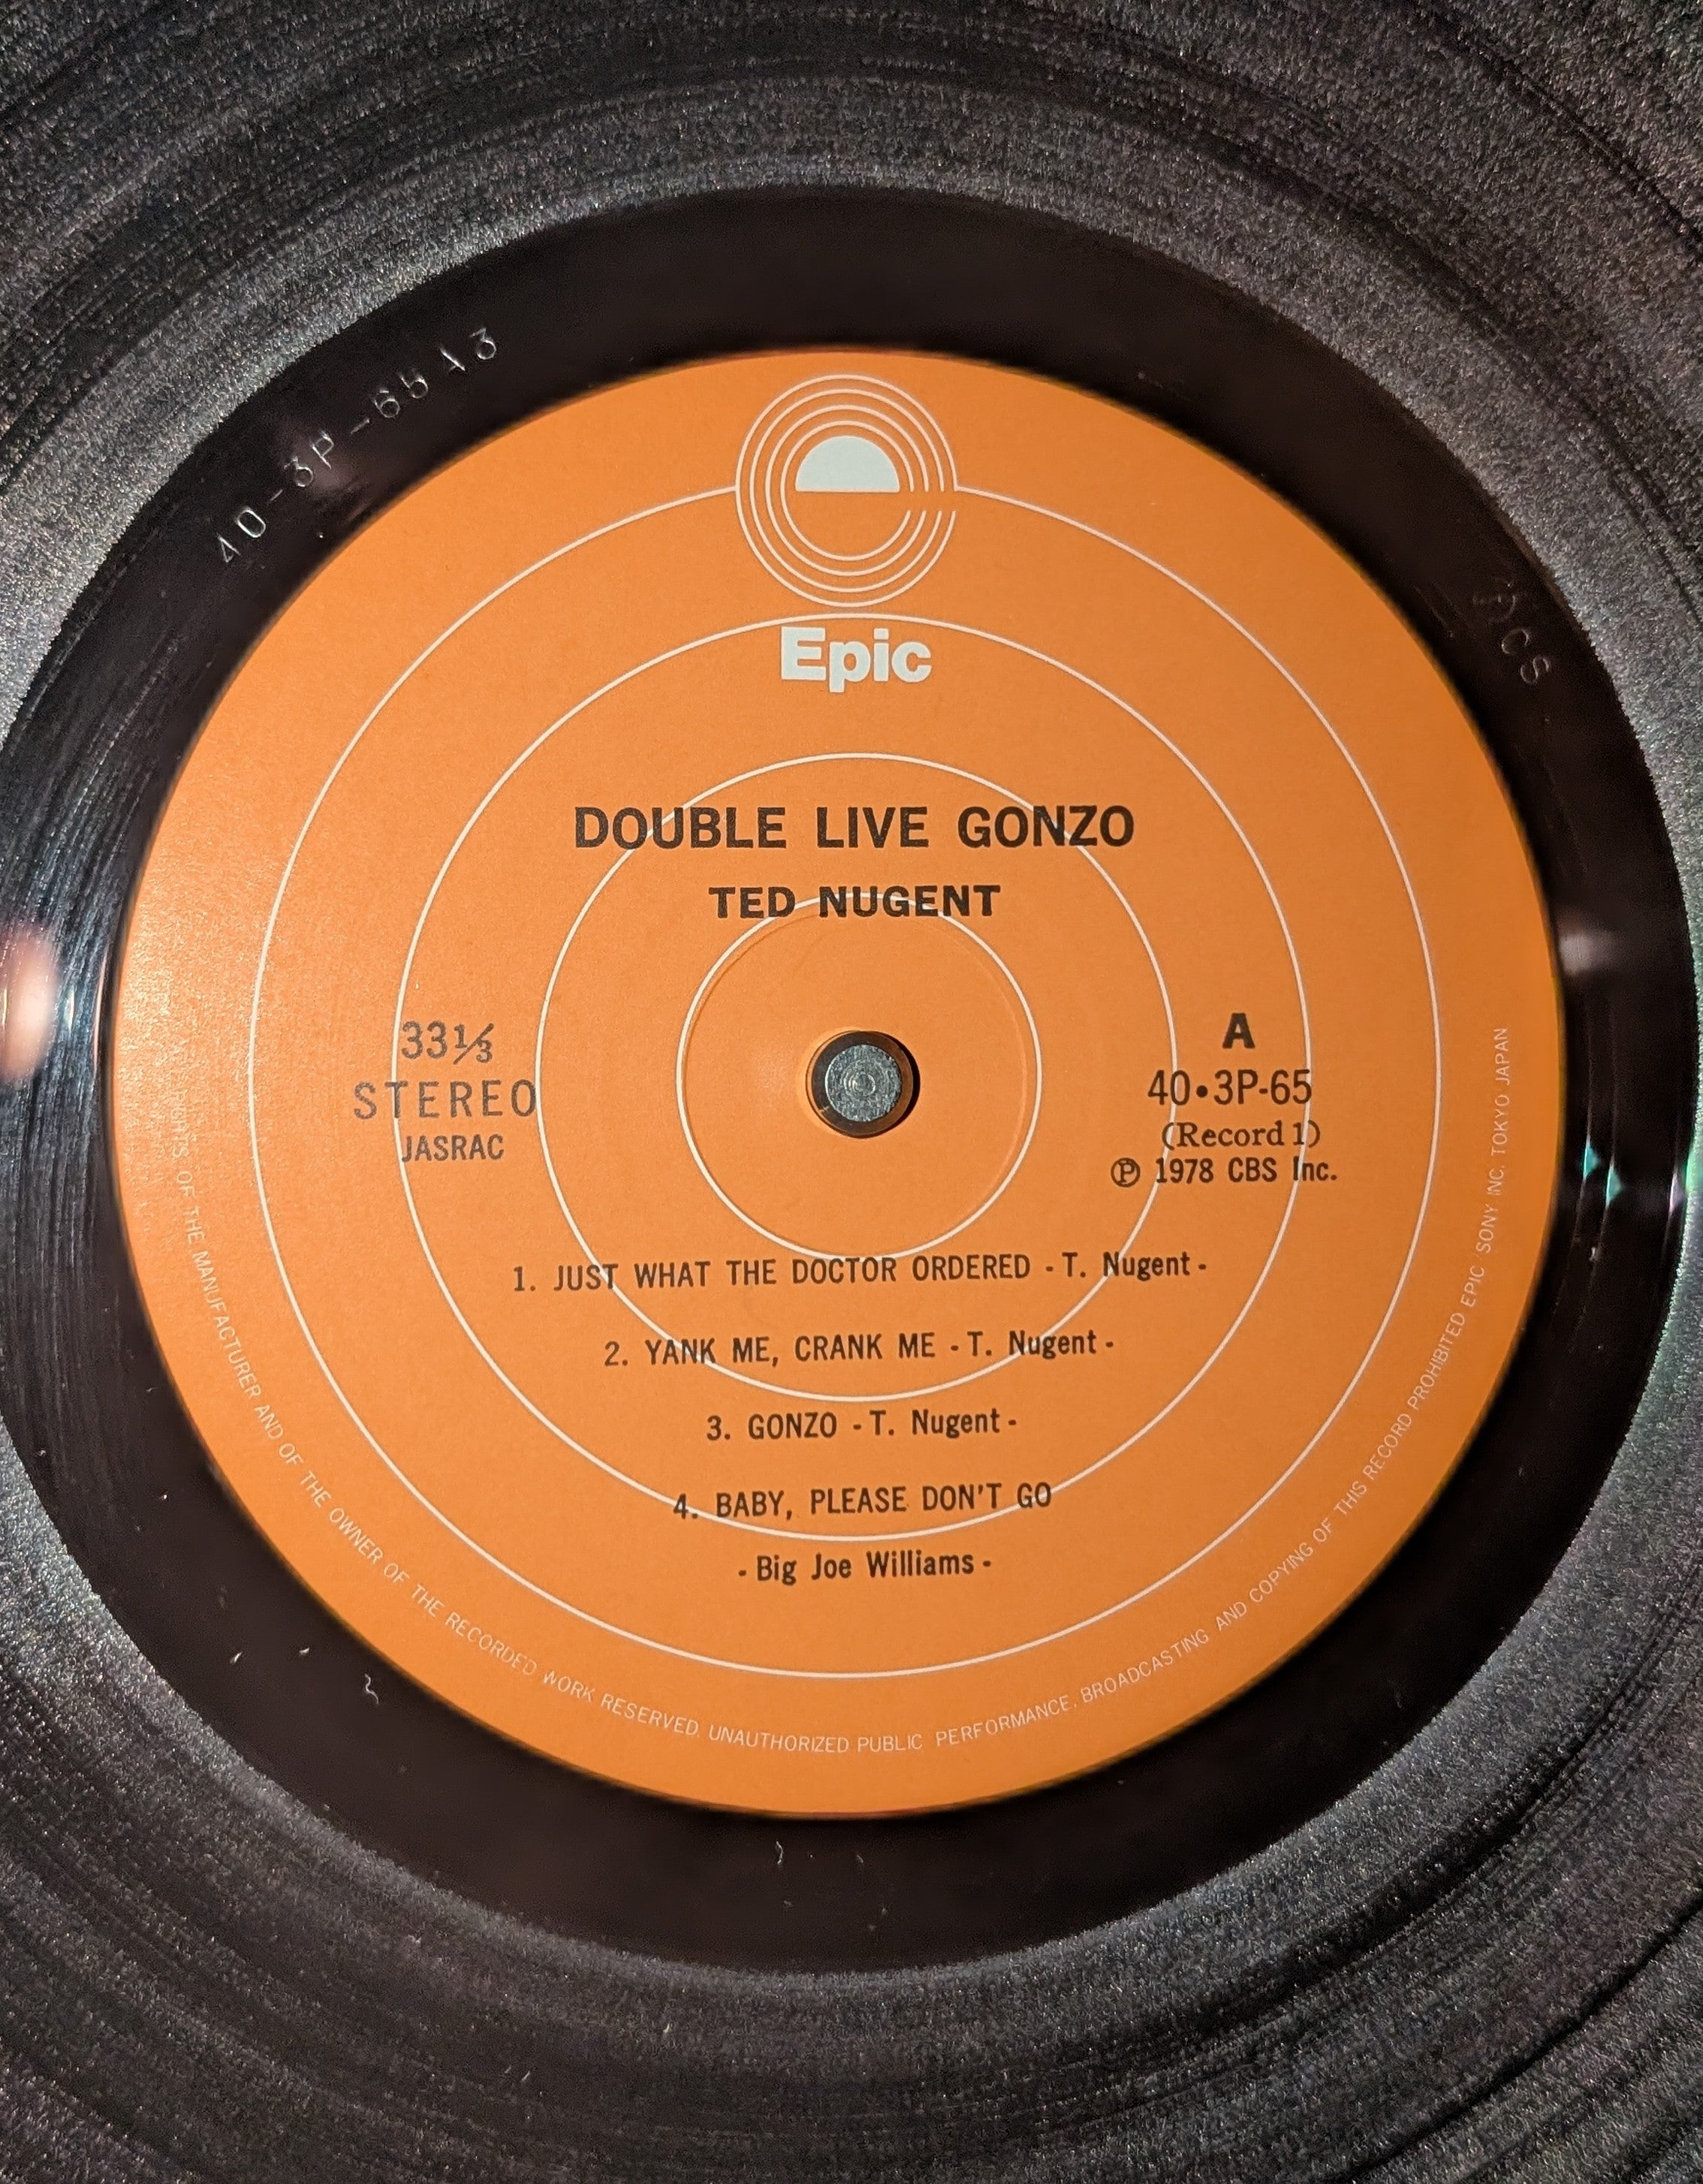 40-3P-65 A3
PCS
Epic
DOUBLE LIVE GONZO
TED NUGENT
33⅓
STEREO
JASRAC
A
40•3P-65
(Record 1)
Ⓟ 1978 CBS Inc.
1. JUST WHAT THE DOCTOR ORDERED - T. Nugent -
2. YANK ME, CRANK ME - T. Nugent -
3. GONZO - T. Nugent -
4. BABY, PLEASE DON'T GO
- Big Joe Williams -
RIGHTS OF THE MANUFACTURER AND OF THE OWNER OF THE RECORDED WORK RESERVED. UNAUTHORIZED PUBLIC PERFORMANCE, BROADCASTING AND COPYING OF THIS RECORD PROHIBITED EPIC SONY INC. TOKYO JAPAN